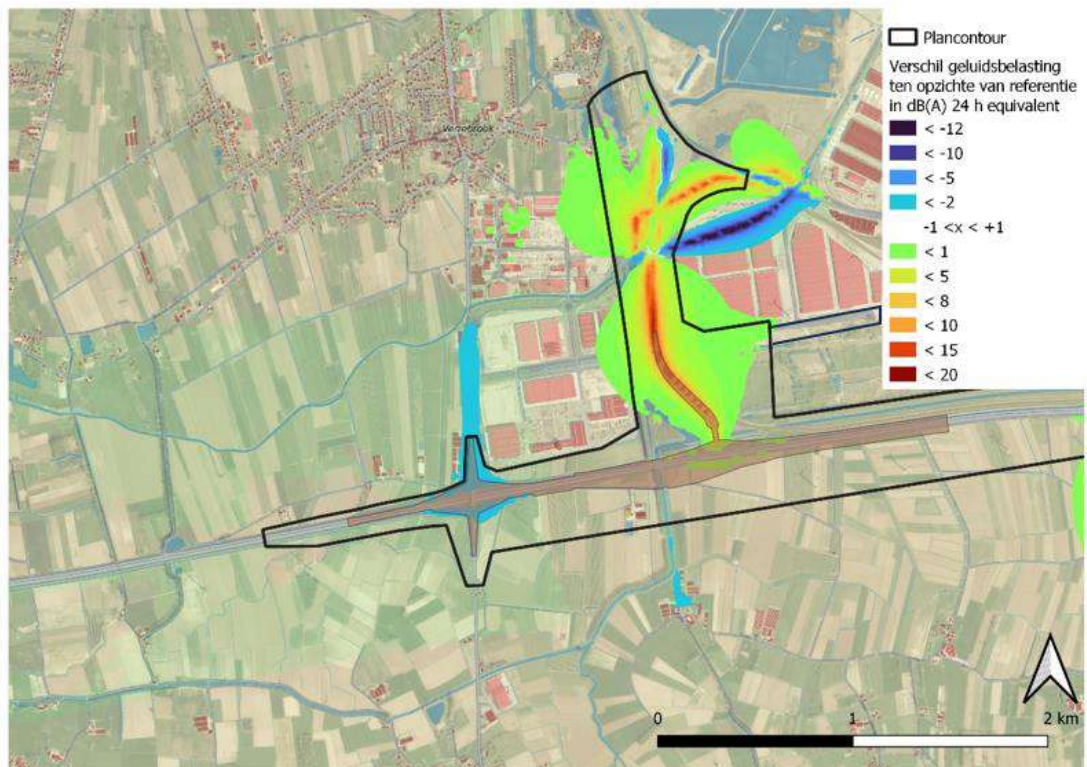 Verrebroek
Plancontour
Verschil geluidsbelasting
ten opzichte van referentie
in dB(A) 24 h equivalent
< -12
< -10
< -5
< -2
-1 <x < +1
< 1
< 5
< 8
< 10
< 15
< 20
0
1
2 km